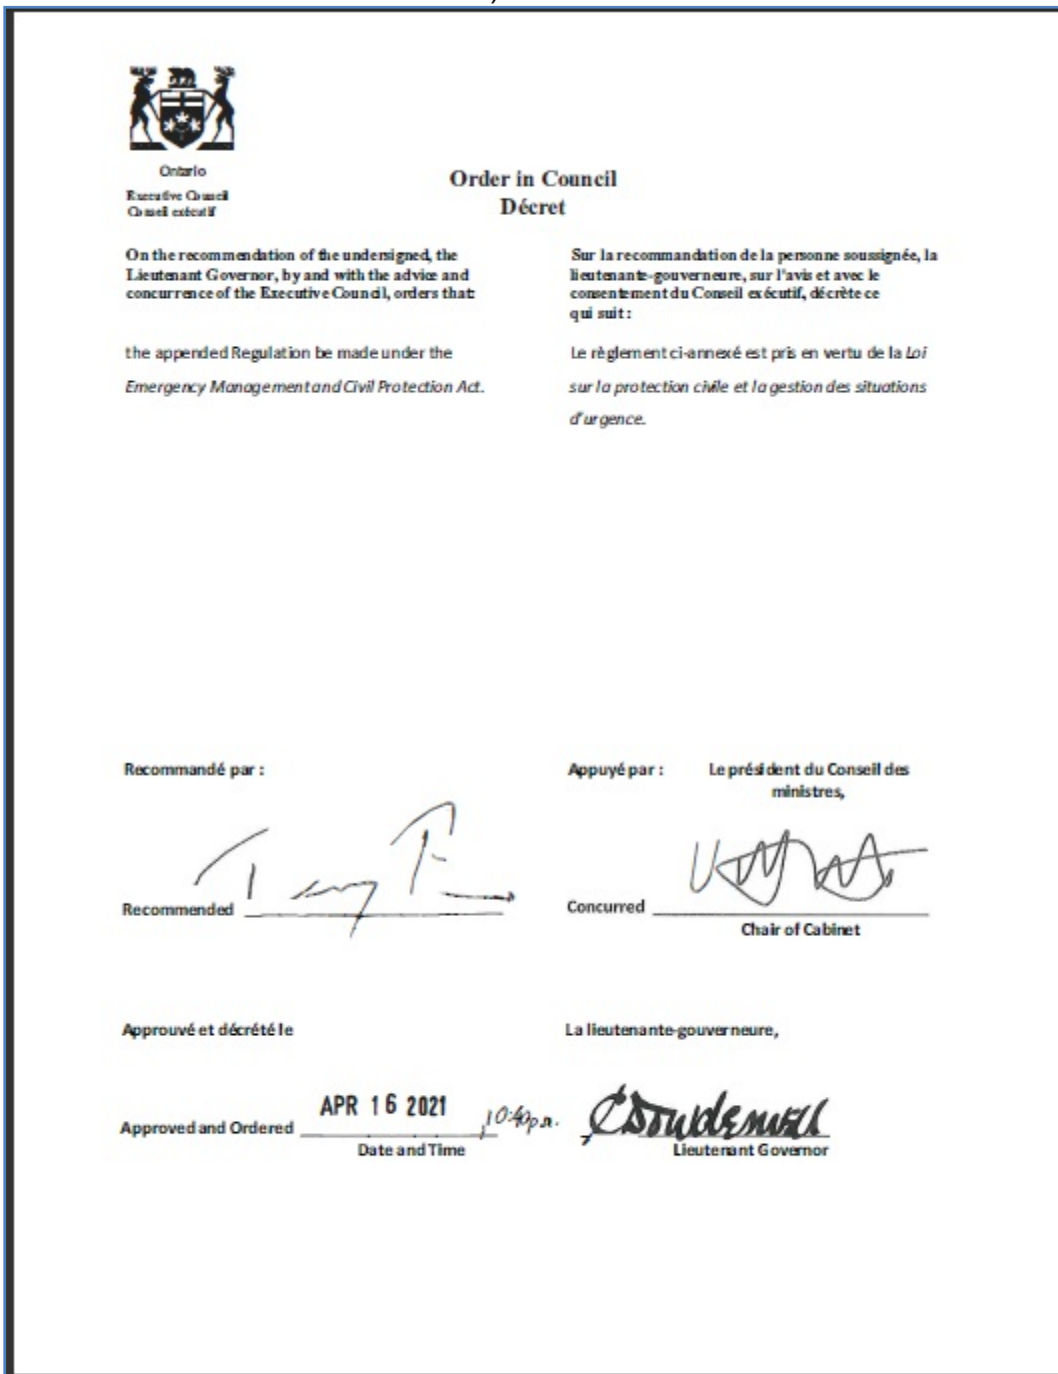 Ontario
Executive Council
Conseil exécutif
Order in Council
Décret
On the recommendation of the undersigned, the
Lieutenant Governor, by and with the advice and
concurrence of the Executive Council, orders that:
the appended Regulation be made under the
Emergency Management and Civil Protection Act.
Sur la recommandation de la personne soussignée, la
lieutenante-gouverneure, sur l'avis et avec le
consentement du Conseil exécutif, décrète ce
qui suit :
Le règlement ci-annexé est pris en vertu de la Loi
sur la protection civile et la gestion des situations
d'urgence.
Recommandé par :
Recommended
Appuyé par :
Le président du Conseil des
ministres,
Concurred
Chair of Cabinet
Approuvé et décrété le
Approved and Ordered
APR 16 2021
10:40p.m.
Date and Time
La lieutenante-gouverneure,
Lieutenant Governor